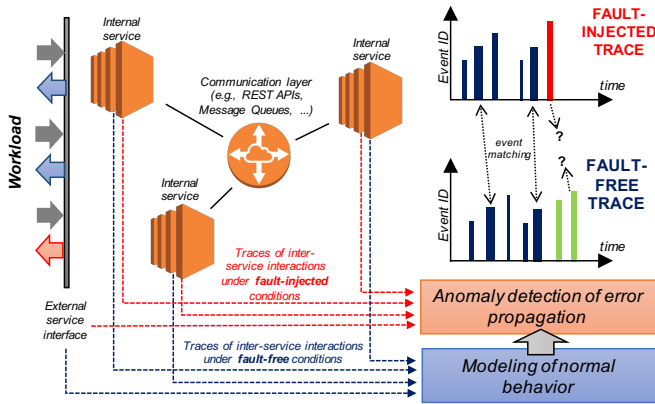 Internal
service
Communication layer
(e.g., REST APIs,
Message Queues, ...)
Internal
service
Internal
service
Workload
External
service
interface
Traces of inter-
service interactions
under fault-injected
conditions
Traces of inter-service interactions
under fault-free conditions
Event ID
FAULT-
INJECTED
TRACE
time
?
event
matching
?
Event ID
FAULT-
FREE
TRACE
time
Anomaly detection of error
propagation
Modeling of normal
behavior